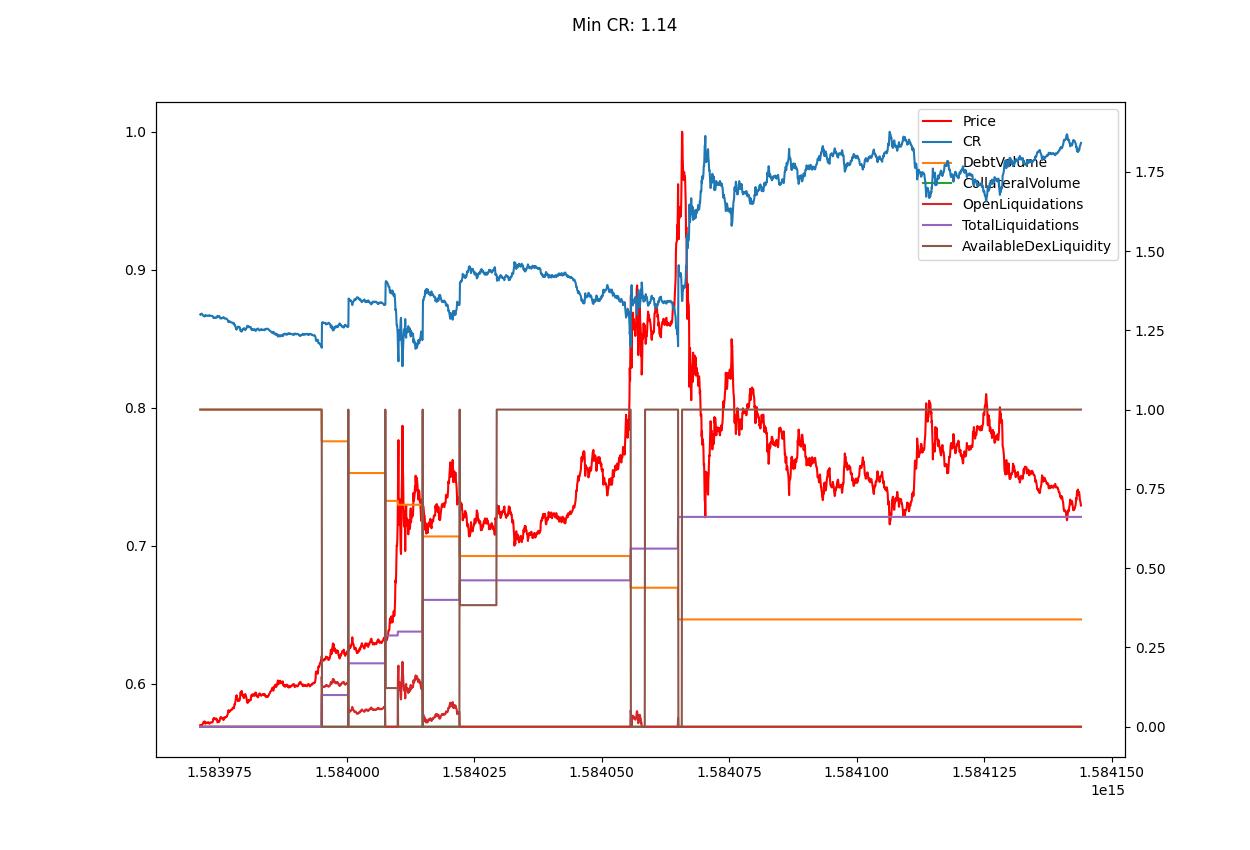 Min CR: 1.14
1.0
0.9
0.8
0.7
0.6
Price
CR
DebtVolume
CollateralVolume
OpenLiquidations
TotalLiquidations
AvailableDexLiquidity
1.75
1.50
1.25
1.00
0.75
0.50
0.25
0.00
1.583975 1.584000 1.584025 1.584050 1.584075 1.584100 1.584125 1.584150
1e15